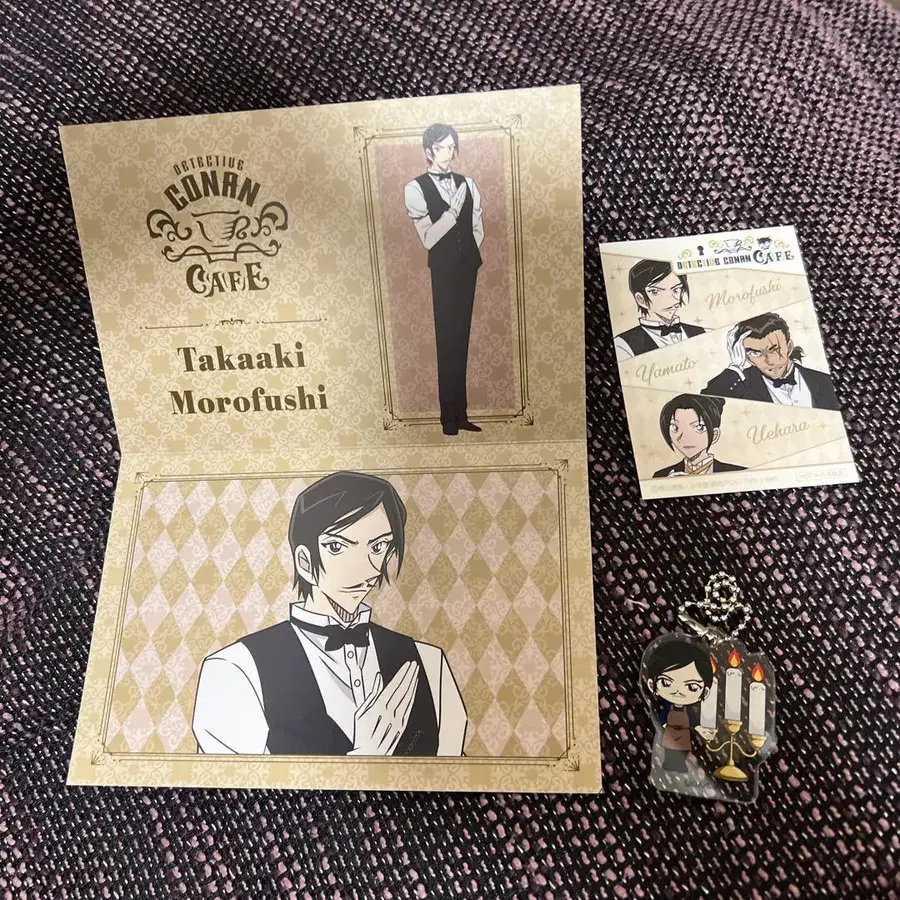 DETECTIVE
CONAN
CAFE
Takaaki
Morofushi
DETECTIVE CONAN CAFE
Morofushi
Yamato
Uehara